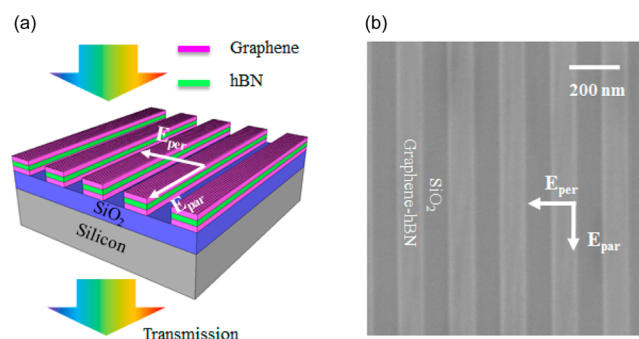 (a)
Graphene
hBN
E_per
E_par
SiO₂
Silicon
Transmission
(b)
200 nm
Graphene-hBN
SiO₂
E_per
E_par